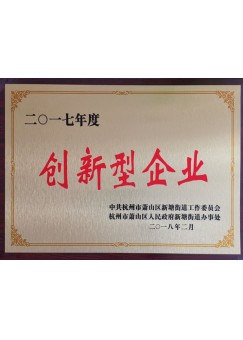 二〇一七年度
创新型企业
中共杭州市萧山区新塘街道工作委员会
杭州市萧山区人民政府新塘街道办事处
二〇一八年二月